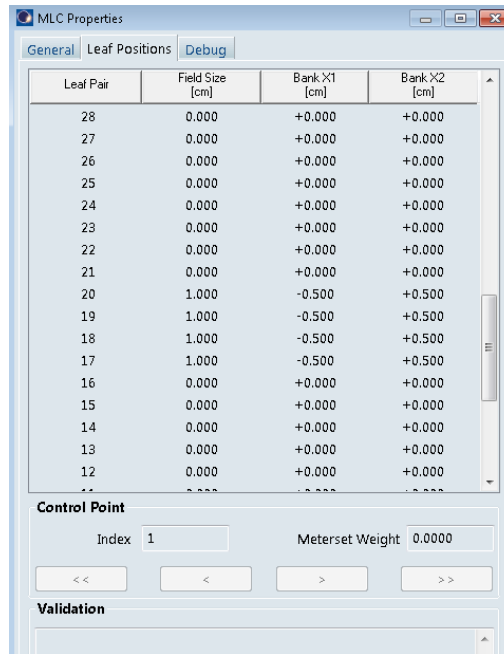 MLC Properties
General Leaf Positions Debug
Leaf Pair Field Size [cm] Bank X1 [cm] Bank X2 [cm]
28 0.000 +0.000 +0.000
27 0.000 +0.000 +0.000
26 0.000 +0.000 +0.000
25 0.000 +0.000 +0.000
24 0.000 +0.000 +0.000
23 0.000 +0.000 +0.000
22 0.000 +0.000 +0.000
21 0.000 +0.000 +0.000
20 1.000 -0.500 +0.500
19 1.000 -0.500 +0.500
18 1.000 -0.500 +0.500
17 1.000 -0.500 +0.500
16 0.000 +0.000 +0.000
15 0.000 +0.000 +0.000
14 0.000 +0.000 +0.000
13 0.000 +0.000 +0.000
12 0.000 +0.000 +0.000
Control Point
Index 1 Meterset Weight 0.0000
<< < > >>
Validation